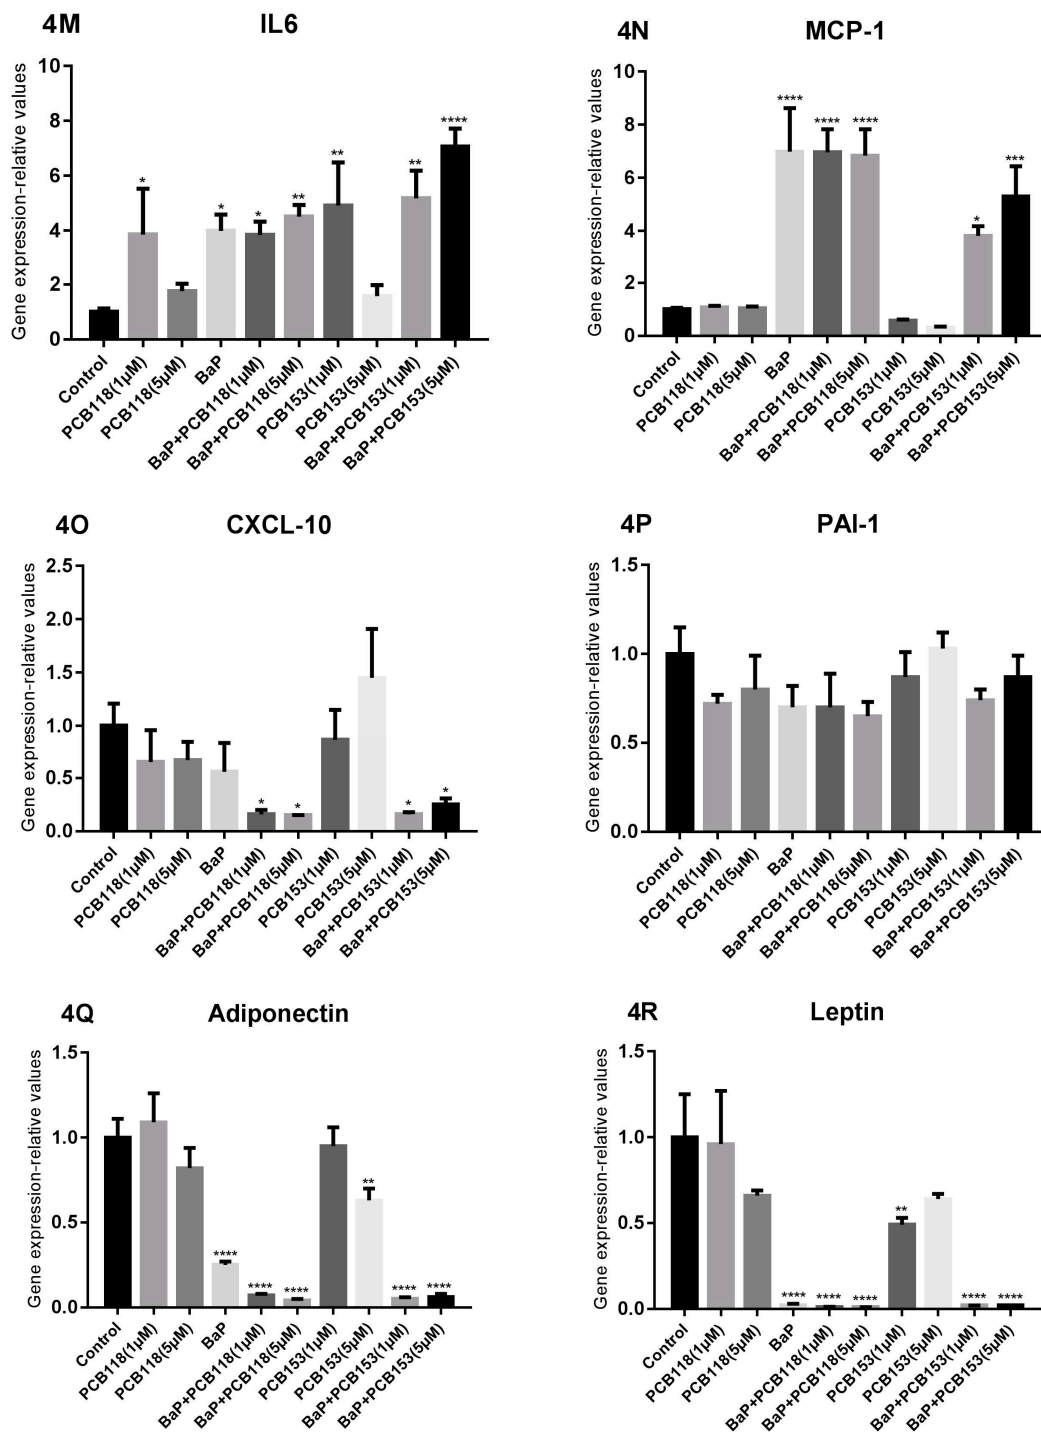 4M IL6
Gene expression-relative values
10
8
6
4
2
0
* * * ** ** ** ****
Control
PCB118(1µM)
PCB118(5µM)
BaP
BaP+PCB118(1µM)
BaP+PCB118(5µM)
PCB153(1µM)
PCB153(5µM)
BaP+PCB153(1µM)
BaP+PCB153(5µM)
4N MCP-1
Gene expression-relative values
10
8
6
4
2
0
**** **** **** * ***
Control
PCB118(1µM)
PCB118(5µM)
BaP
BaP+PCB118(1µM)
BaP+PCB118(5µM)
PCB153(1µM)
PCB153(5µM)
BaP+PCB153(1µM)
BaP+PCB153(5µM)
4O CXCL-10
Gene expression-relative values
2.5
2.0
1.5
1.0
0.5
0.0
* * * *
Control
PCB118(1µM)
PCB118(5µM)
BaP
BaP+PCB118(1µM)
BaP+PCB118(5µM)
PCB153(1µM)
PCB153(5µM)
BaP+PCB153(1µM)
BaP+PCB153(5µM)
4P PAI-1
Gene expression-relative values
1.5
1.0
0.5
0.0
Control
PCB118(1µM)
PCB118(5µM)
BaP
BaP+PCB118(1µM)
BaP+PCB118(5µM)
PCB153(1µM)
PCB153(5µM)
BaP+PCB153(1µM)
BaP+PCB153(5µM)
4Q Adiponectin
Gene expression-relative values
1.5
1.0
0.5
0.0
**** **** **** ** **** ****
Control
PCB118(1µM)
PCB118(5µM)
BaP
BaP+PCB118(1µM)
BaP+PCB118(5µM)
PCB153(1µM)
PCB153(5µM)
BaP+PCB153(1µM)
BaP+PCB153(5µM)
4R Leptin
Gene expression-relative values
1.5
1.0
0.5
0.0
**** **** **** ** **** ****
Control
PCB118(1µM)
PCB118(5µM)
BaP
BaP+PCB118(1µM)
BaP+PCB118(5µM)
PCB153(1µM)
PCB153(5µM)
BaP+PCB153(1µM)
BaP+PCB153(5µM)